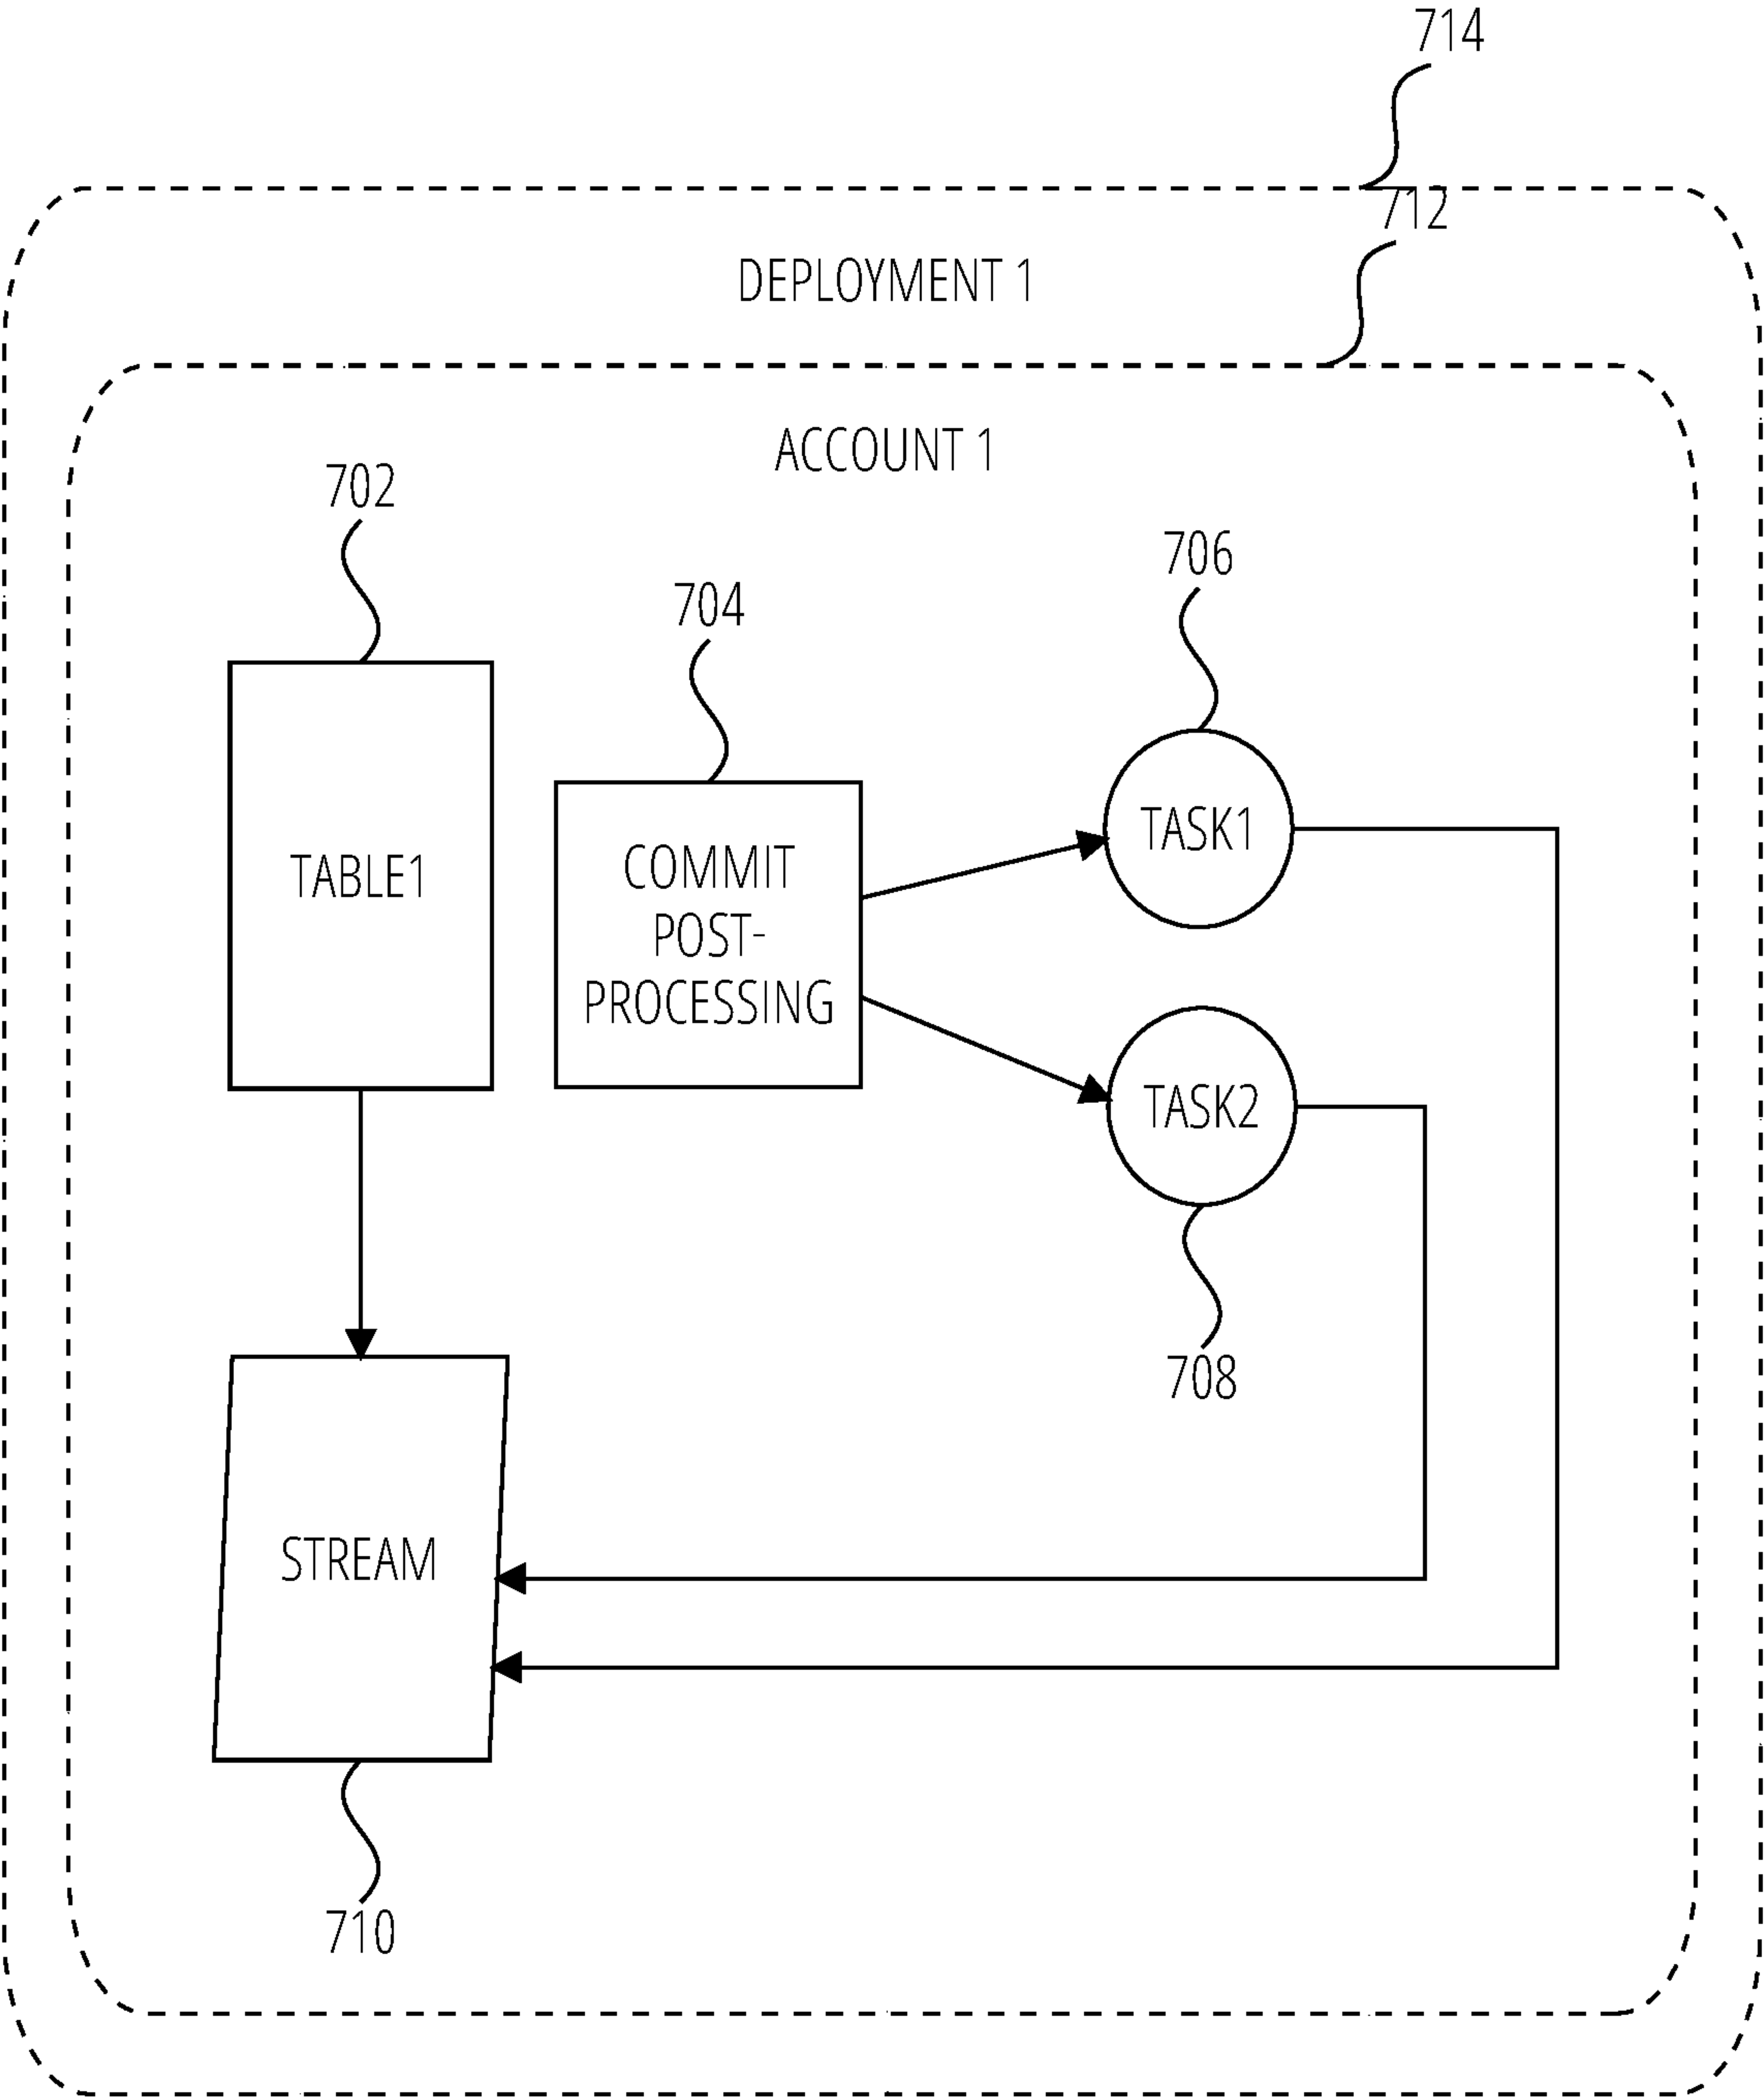 714
712
DEPLOYMENT 1
ACCOUNT 1
702
706
704
TASK1
TABLE1
COMMIT
POST-
PROCESSING
TASK2
708
STREAM
710